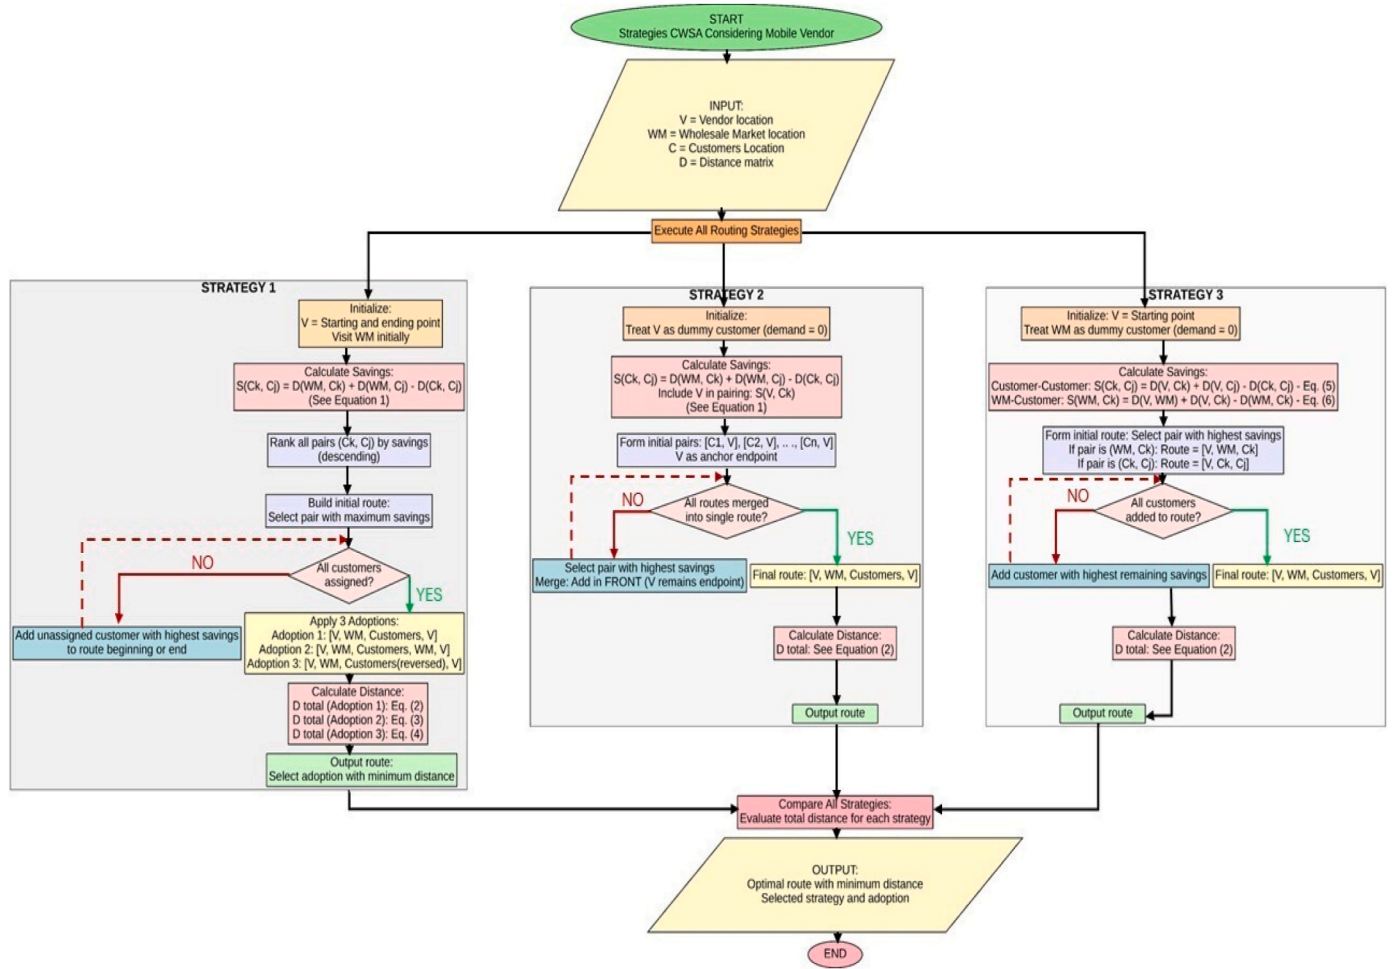 START
Strategies CWSA Considering Mobile Vendor
INPUT:
V = Vendor location
WM = Wholesale Market location
C = Customers Location
D = Distance matrix
Execute All Routing Strategies
STRATEGY 1
Initialize:
V = Starting and ending point
Visit WM initially
Calculate Savings:
S(Ck, Cj) = D(WM, Ck) + D(WM, Cj) - D(Ck, Cj)
(See Equation 1)
Rank all pairs (Ck, Cj) by savings
(descending)
Build initial route:
Select pair with maximum savings
All customers
assigned?
NO
YES
Add unassigned customer with highest savings
to route beginning or end
Apply 3 Adoptions:
Adoption 1: [V, WM, Customers, V]
Adoption 2: [V, WM, Customers, WM, V]
Adoption 3: [V, WM, Customers(reversed), V]
Calculate Distance:
D total (Adoption 1): Eq. (2)
D total (Adoption 2): Eq. (3)
D total (Adoption 3): Eq. (4)
Output route:
Select adoption with minimum distance
STRATEGY 2
Initialize:
Treat V as dummy customer (demand = 0)
Calculate Savings:
S(Ck, Cj) = D(WM, Ck) + D(WM, Cj) - D(Ck, Cj)
Include V in pairing: S(V, Ck)
(See Equation 1)
Form initial pairs: [C1, V], [C2, V], .. ., [Cn, V]
V as anchor endpoint
All routes merged
into single route?
NO
YES
Select pair with highest savings
Merge: Add in FRONT (V remains endpoint)
Final route: [V, WM, Customers, V]
Calculate Distance:
D total: See Equation (2)
Output route
STRATEGY 3
Initialize: V = Starting point
Treat WM as dummy customer (demand = 0)
Calculate Savings:
Customer-Customer: S(Ck, Cj) = D(V, Ck) + D(V, Cj) - D(Ck, Cj) - Eq. (5)
WM-Customer: S(WM, Ck) = D(V, WM) + D(V, Ck) - D(WM, Ck) - Eq. (6)
Form initial route: Select pair with highest savings
If pair is (WM, Ck): Route = [V, WM, Ck]
If pair is (Ck, Cj): Route = [V, Ck, Cj]
All customers
added to route?
NO
YES
Add customer with highest remaining savings
Final route: [V, WM, Customers, V]
Calculate Distance:
D total: See Equation (2)
Output route
Compare All Strategies:
Evaluate total distance for each strategy
OUTPUT:
Optimal route with minimum distance
Selected strategy and adoption
END